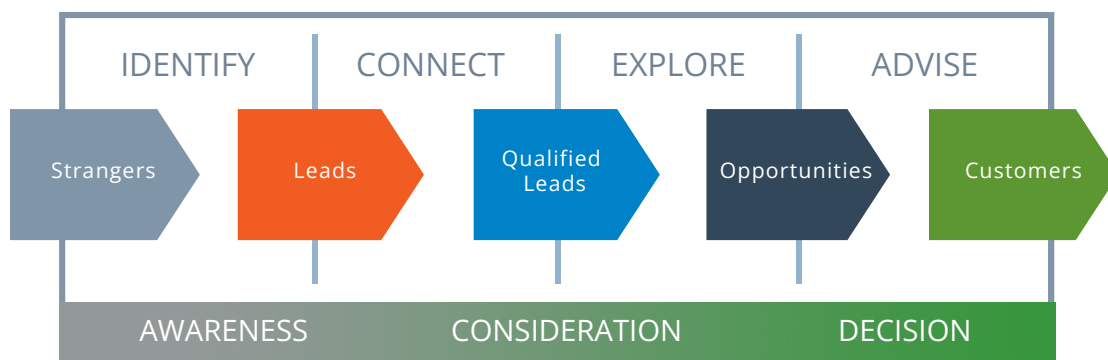 IDENTIFY
CONNECT
EXPLORE
ADVISE
Strangers
Leads
Qualified
Leads
Opportunities
Customers
AWARENESS
CONSIDERATION
DECISION